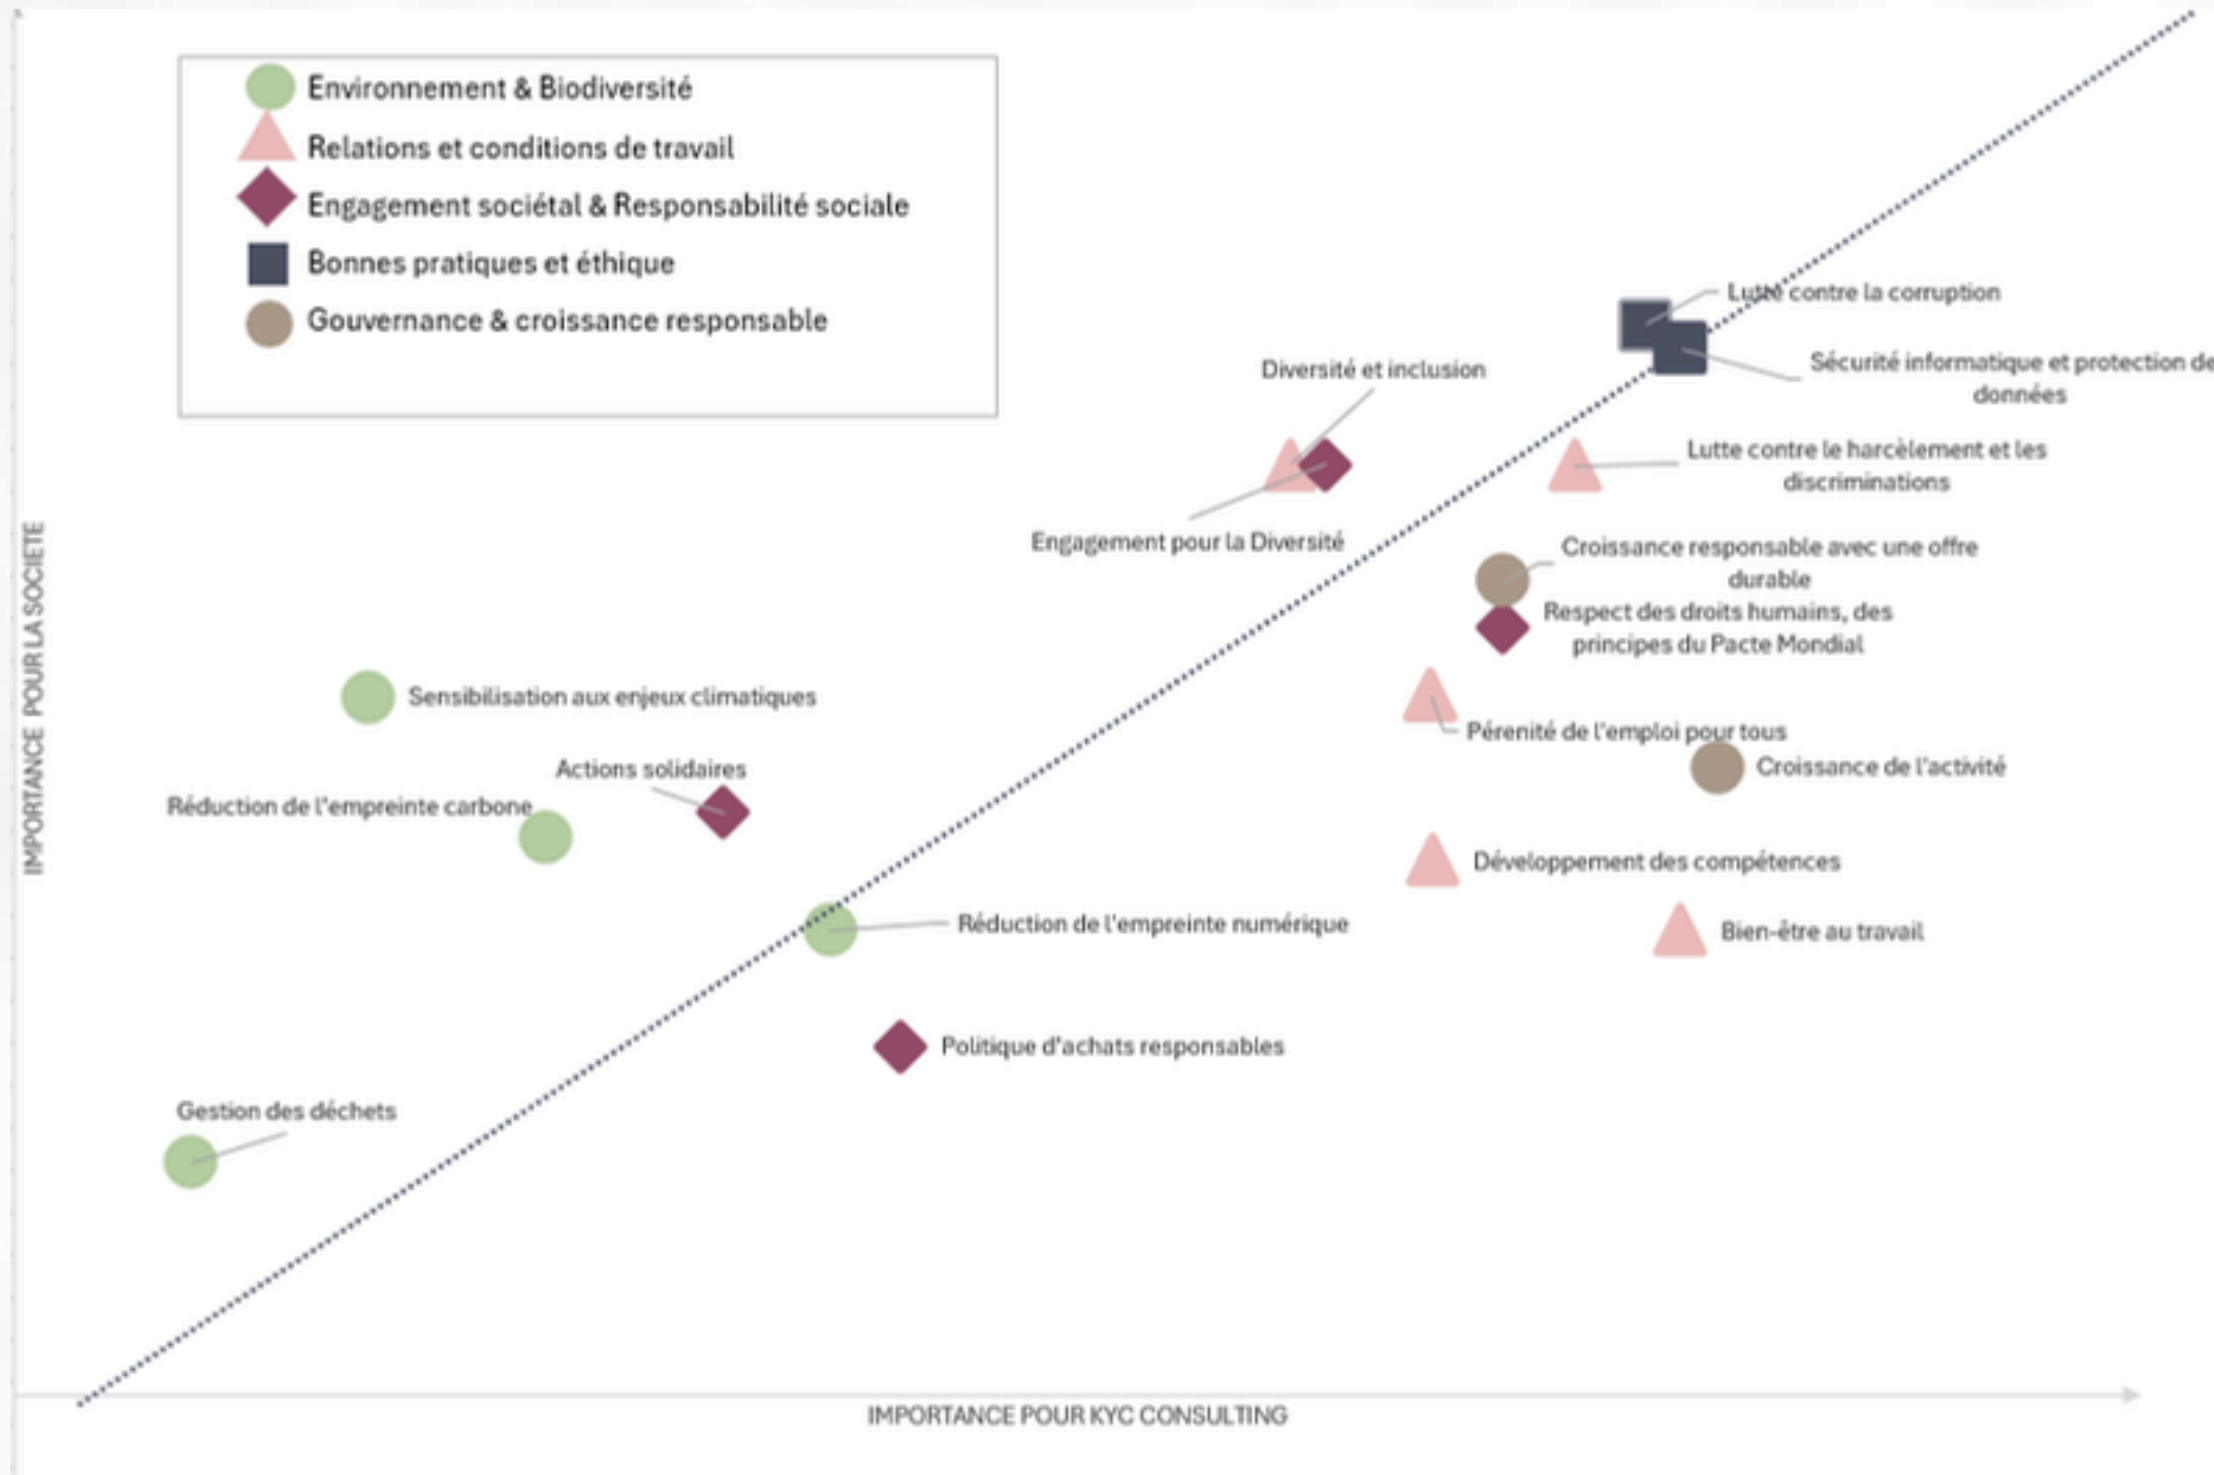 Environnement & Biodiversité
Relations et conditions de travail
Engagement sociétal & Responsabilité sociale
Bonnes pratiques et éthique
Gouvernance & croissance responsable
Lutte contre la corruption
Sécurité informatique et protection de
données
Diversité et inclusion
Lutte contre le harcèlement et les
discriminations
Engagement pour la Diversité
Croissance responsable avec une offre
durable
Respect des droits humains, des
principes du Pacte Mondial
IMPORTANCE POUR LA SOCIETE
Sensibilisation aux enjeux climatiques
Pérenité de l'emploi pour tous
Actions solidaires
Croissance de l'activité
Réduction de l'empreinte carbone
Développement des compétences
Réduction de l'empreinte numérique
Bien-être au travail
Politique d'achats responsables
Gestion des déchets
IMPORTANCE POUR KYC CONSULTING